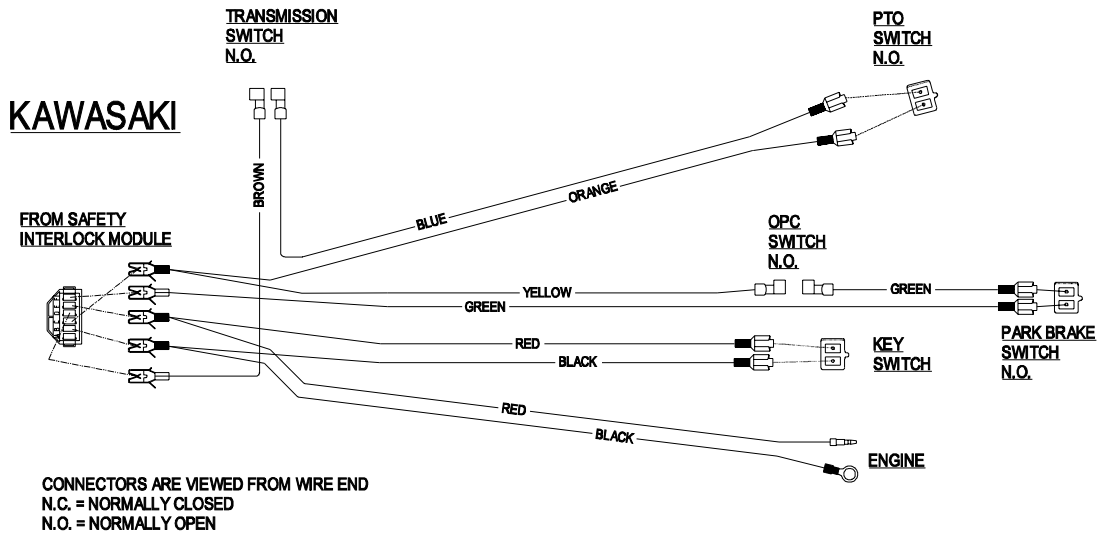 TRANSMISSION
SWITCH
N.O.
PTO
SWITCH
N.O.
KAWASAKI
BROWN
BLUE
ORANGE
FROM SAFETY
INTERLOCK MODULE
OPC
SWITCH
N.O.
YELLOW
GREEN
GREEN
PARK BRAKE
SWITCH
N.O.
RED
BLACK
KEY
SWITCH
RED
BLACK
ENGINE
CONNECTORS ARE VIEWED FROM WIRE END
N.C. = NORMALLY CLOSED
N.O. = NORMALLY OPEN